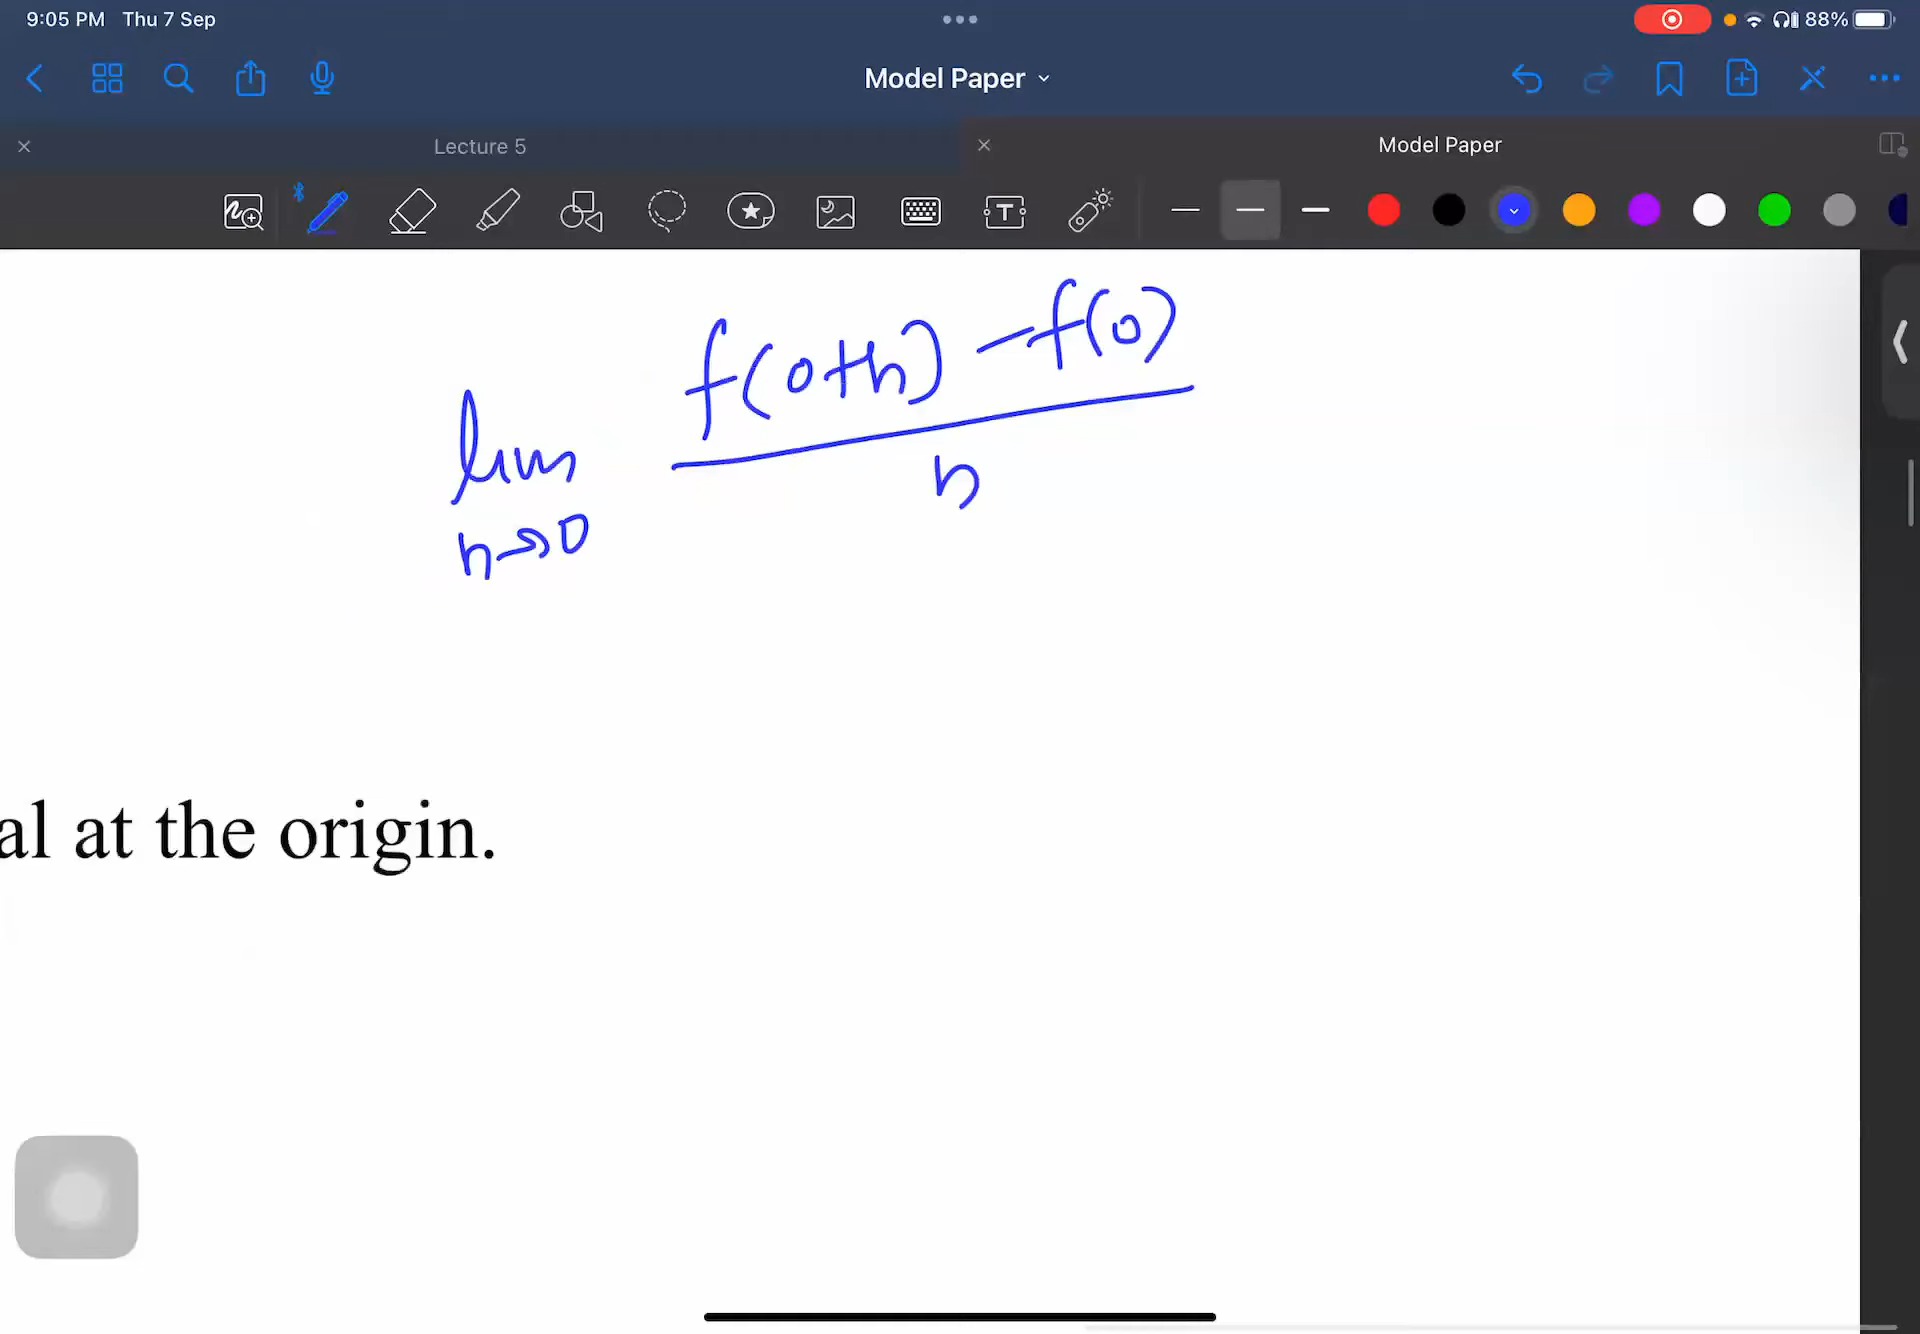 9:05 PM Thu 7 Sep
88%
Model Paper
Lecture 5
Model Paper
f(0+h) - f(0)
lim
h
h→0
al at the origin.